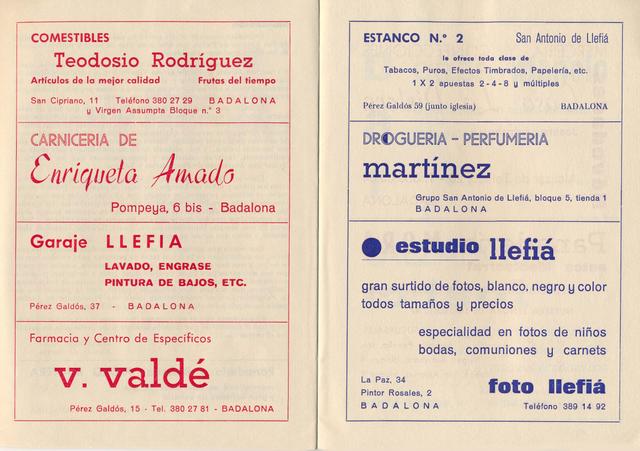 COMESTIBLES
Teodosio Rodríguez
Artículos de la mejor calidad Frutas del tiempo
San Cipriano, 11 Teléfono 380 27 29 BADALONA
y Virgen Assumpta Bloque n.º 3
CARNICERIA DE
Enriqueta Amado
Pompeya, 6 bis - Badalona
Garaje LLEFIA
LAVADO, ENGRASE
PINTURA DE BAJOS, ETC.
Pérez Galdós, 37 - BADALONA
Farmacia y Centro de Específicos
v. valdé
Pérez Galdós, 15 - Tel. 380 27 81 - BADALONA
ESTANCO N.º 2 San Antonio de Llefiá
le ofrece toda clase de
Tabacos, Puros, Efectos Timbrados, Papelería, etc.
1 X 2 apuestas 2-4-8 y múltiples
Pérez Galdós 59 (junto iglesia) BADALONA
DROGUERIA - PERFUMERIA
martínez
Grupo San Antonio de Llefiá, bloque 5, tienda 1
BADALONA
estudio llefiá
gran surtido de fotos, blanco, negro y color
todos tamaños y precios
especialidad en fotos de niños
bodas, comuniones y carnets
La Paz, 34
Pintor Rosales, 2
BADALONA
foto llefiá
Teléfono 389 14 92